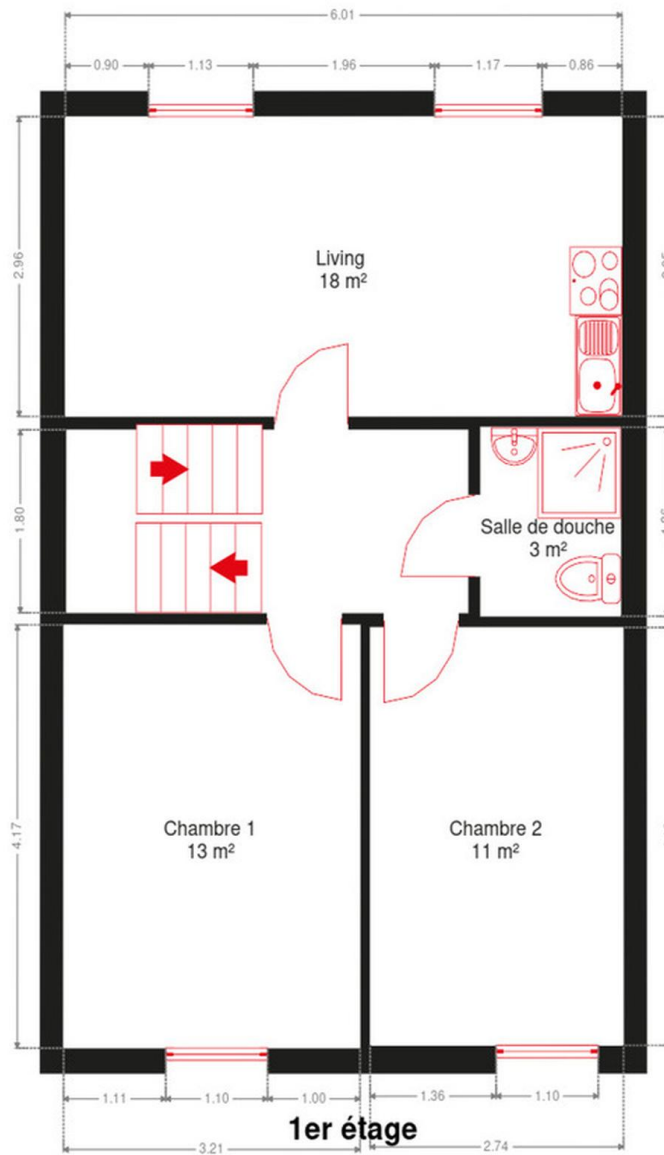 6.01
0.90 1.13 1.96 1.17 0.86
2.96
Living
18 m²
1.80
Salle de douche
3 m²
4.17
Chambre 1
13 m²
Chambre 2
11 m²
1.11 1.10 1.00
1.36 1.10
1er étage
3.21
2.74